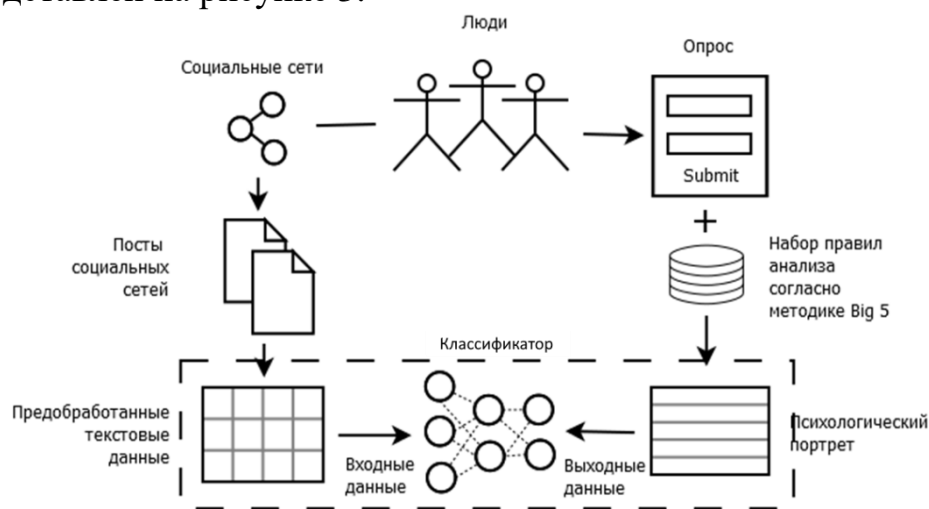 Люди
Социальные сети
Опрос
Submit
+
Посты
социальных
сетей
Набор правил
анализа
согласно
методике Big 5
Классификатор
Предобработанные
текстовые
данные
Входные
данные
Выходные
данные
Психологический
портрет